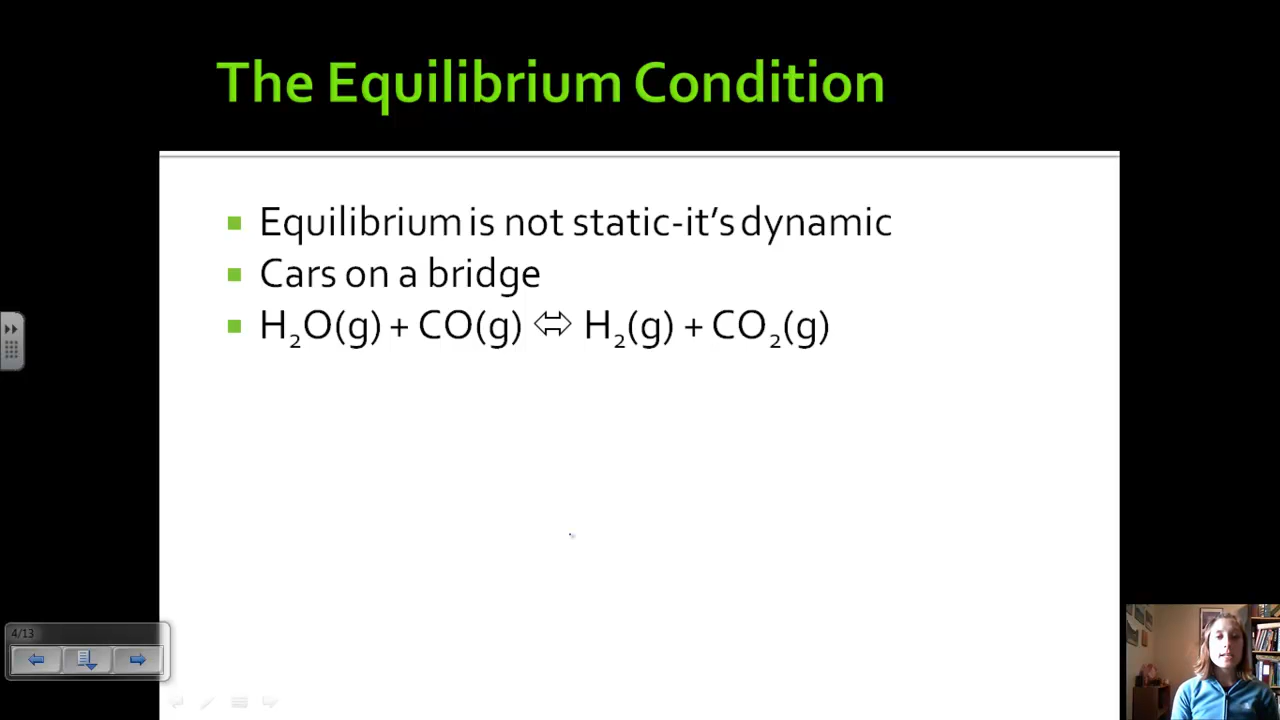 The Equilibrium Condition
Equilibrium is not static-it's dynamic
Cars on a bridge
H₂O(g) + CO(g) ⬄ H₂(g) + CO₂(g)
4/13